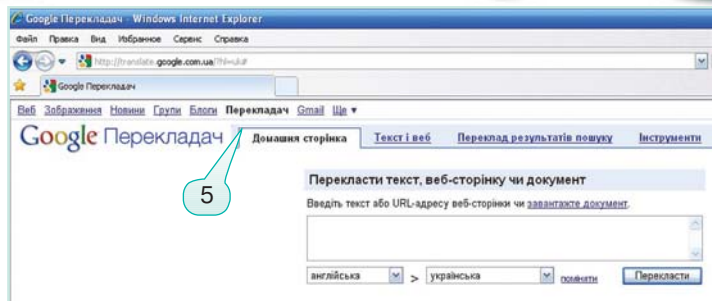 Google Перекладач - Windows Internet Explorer
Файл Правка Вид Избранное Сервис Справка
http://translate.google.com.ua/?hl=uk#
Google Перекладач
Веб Зображення Новини Групи Блоги Перекладач Gmail Ще ▼
Google Перекладач Домашня сторінка Текст і веб Переклад результатів пошуку Інструменти
5
Перекласти текст, веб-сторінку чи документ
Введіть текст або URL-адресу веб-сторінки чи завантажте документ.
англійська > українська поміняти Перекласти